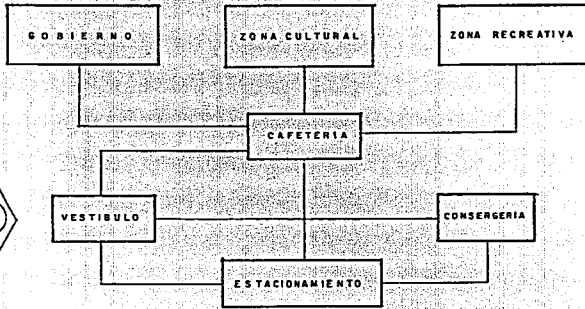 GOBIERNO
ZONA CULTURAL
ZONA RECREATIVA
CAFETERIA
VESTIBULO
CONSERGERIA
ESTACIONAMIENTO